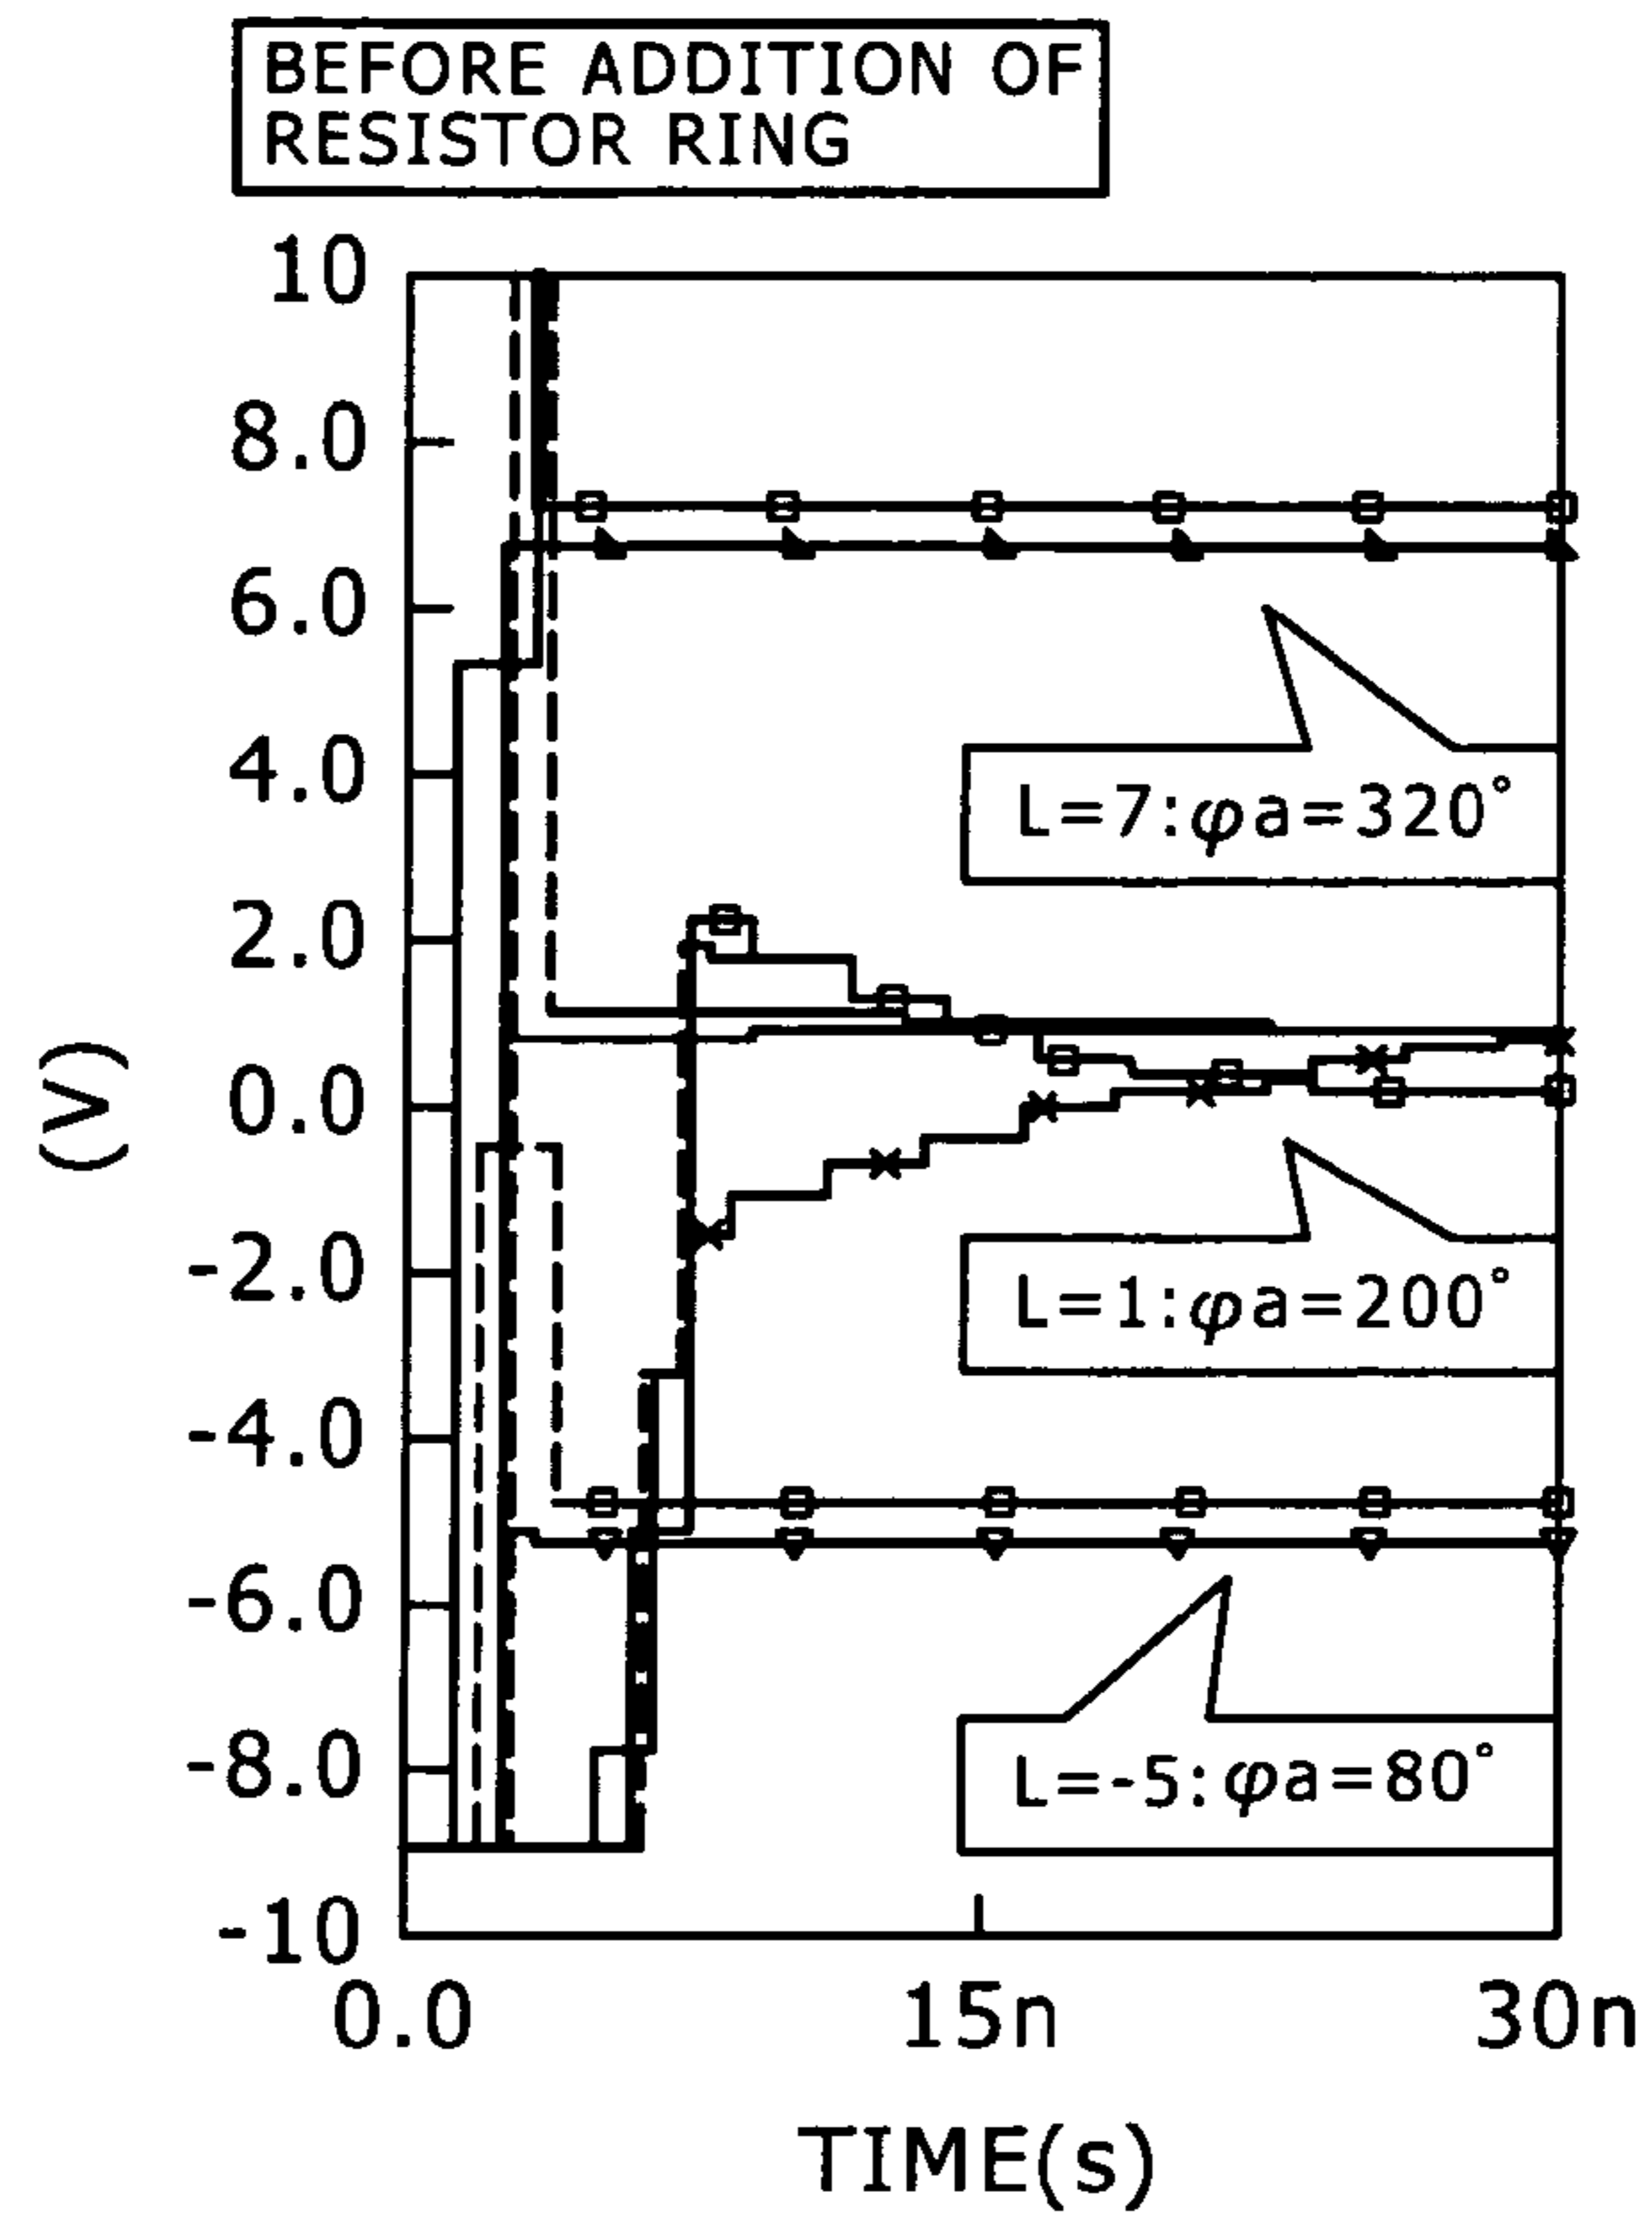 BEFORE ADDITION OF
RESISTOR RING
10
8.0
6.0
4.0
2.0
0.0
-2.0
-4.0
-6.0
-8.0
-10
(V)
L=7:φa=320°
L=1:φa=200°
L=-5:φa=80°
0.0 15n 30n
TIME(s)